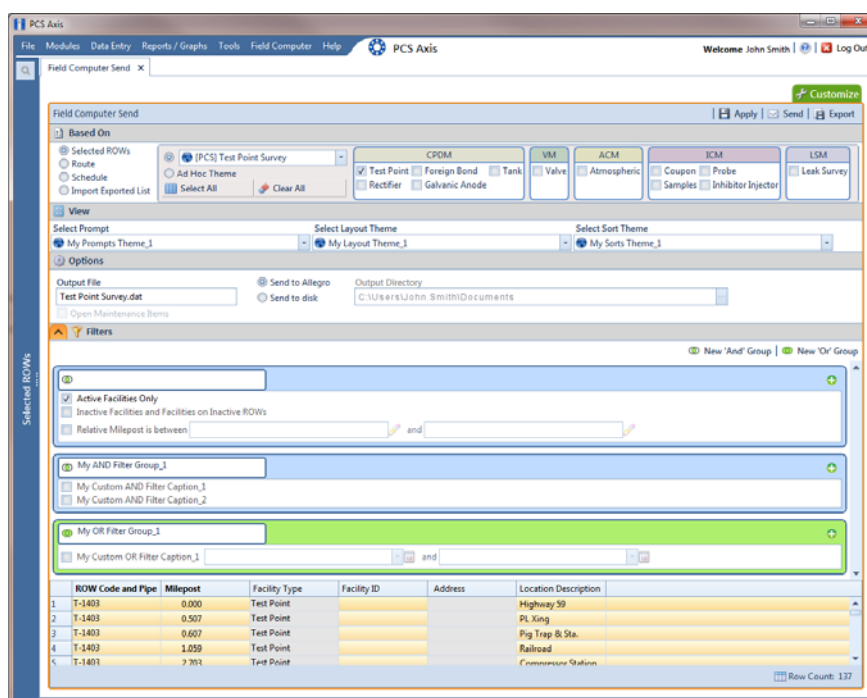 PCS Axis
File Modules Data Entry Reports / Graphs Tools Field Computer Help PCS Axis Welcome John Smith Log Out
Field Computer Send X
Customize
Field Computer Send Apply Send Export
Based On
Selected ROWs
Route
Schedule
Import Exported List
[PCS] Test Point Survey
Ad Hoc Theme
Select All Clear All
CPDM
Test Point Foreign Bond Tank
Rectifier Galvanic Anode
VM
Valve
ACM
Atmospheric
ICM
Coupon Probe
Samples Inhibitor Injector
LSM
Leak Survey
View
Select Prompt Select Layout Theme Select Sort Theme
My Prompts Theme_1 My Layout Theme_1 My Sorts Theme_1
Options
Output File Send to Allegro Output Directory
Test Point Survey.dat Send to disk C:\Users\John.Smith\Documents
Open Maintenance Items
Filters
Selected ROWs
New 'And' Group New 'Or' Group
Active Facilities Only
Inactive Facilities and Facilities on Inactive ROWs
Relative Milepost is between and
My AND Filter Group_1
My Custom AND Filter Caption_1
My Custom AND Filter Caption_2
My OR Filter Group_1
My Custom OR Filter Caption_1 and
ROW Code and Pipe Milepost Facility Type Facility ID Address Location Description
1 T-1403 0.000 Test Point Highway 59
2 T-1403 0.507 Test Point PL Xing
3 T-1403 0.607 Test Point Pig Trap & Sta.
4 T-1403 1.059 Test Point Railroad
5 T-1403 2.703 Test Point Compressor Station
Row Count: 137